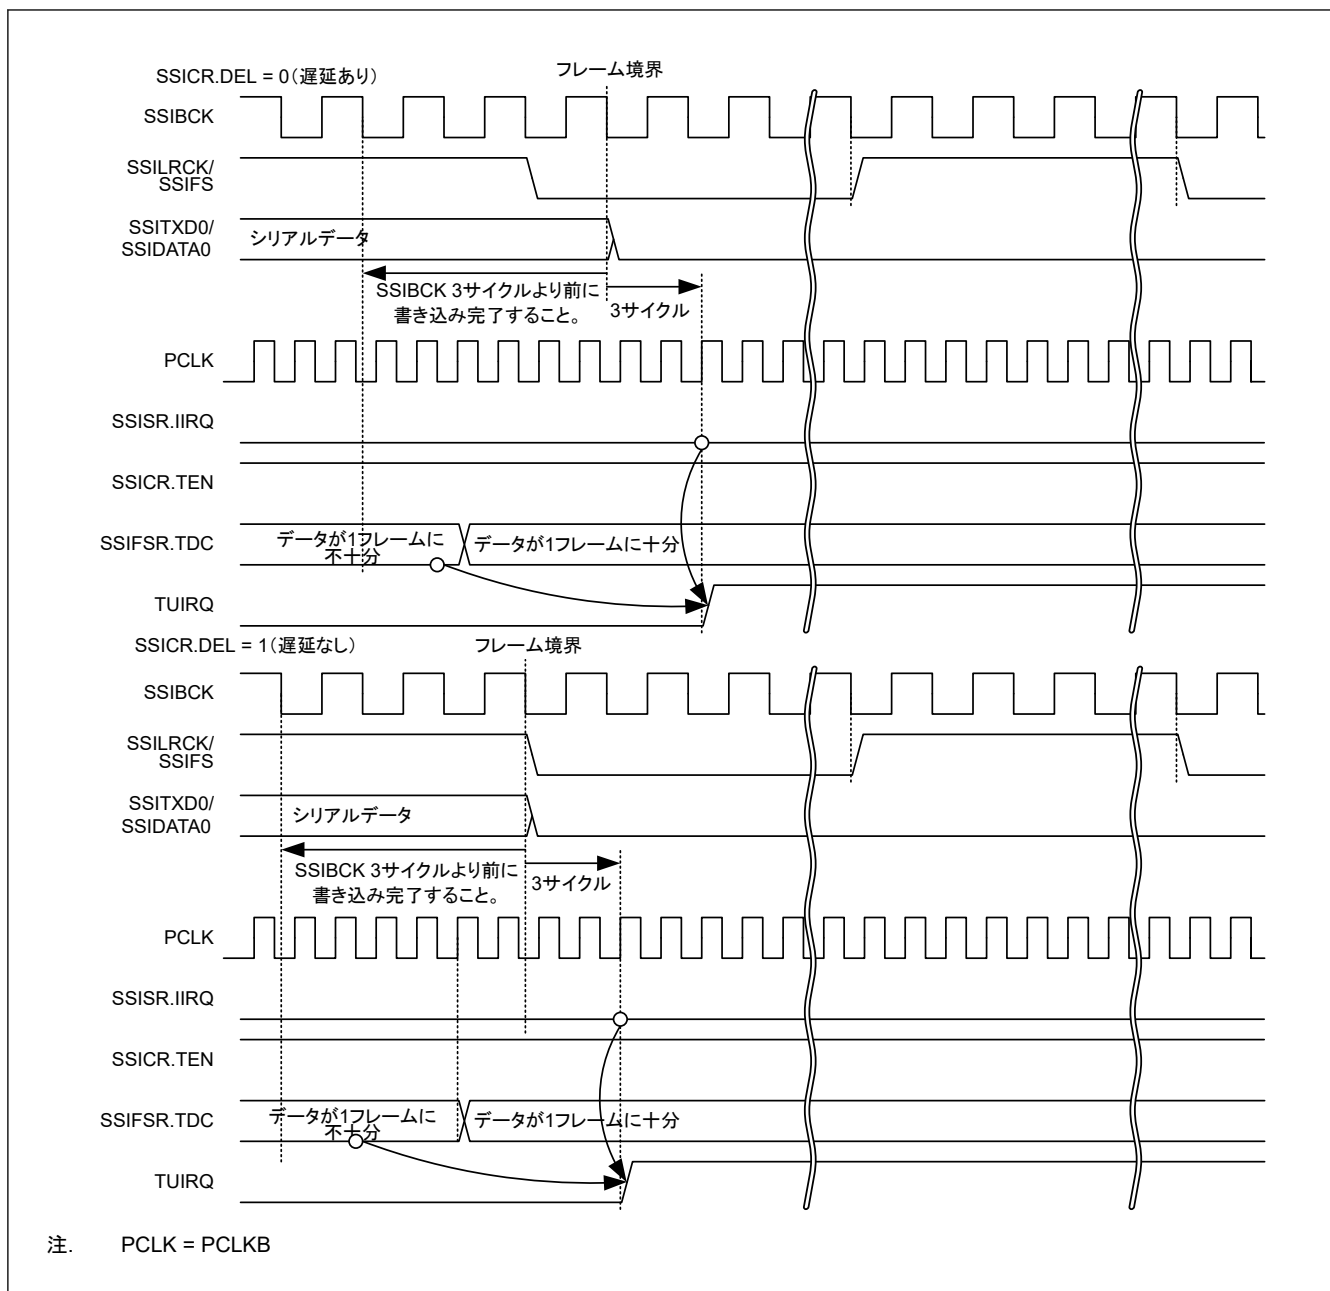 SSICR.DEL = 0（遅延あり）
フレーム境界
SSIBCK
SSILRCK/
SSIFS
SSITXD0/
SSIDATA0
シリアルデータ
SSIBCK 3サイクルより前に
書き込み完了すること。
3サイクル
PCLK
SSISR.IIRQ
SSICR.TEN
SSIFSR.TDC
データが1フレームに
不十分
データが1フレームに十分
TUIRQ
SSICR.DEL = 1（遅延なし）
フレーム境界
SSIBCK
SSILRCK/
SSIFS
SSITXD0/
SSIDATA0
シリアルデータ
SSIBCK 3サイクルより前に
書き込み完了すること。
3サイクル
PCLK
SSISR.IIRQ
SSICR.TEN
SSIFSR.TDC
データが1フレームに
不十分
データが1フレームに十分
TUIRQ
注. PCLK = PCLKB